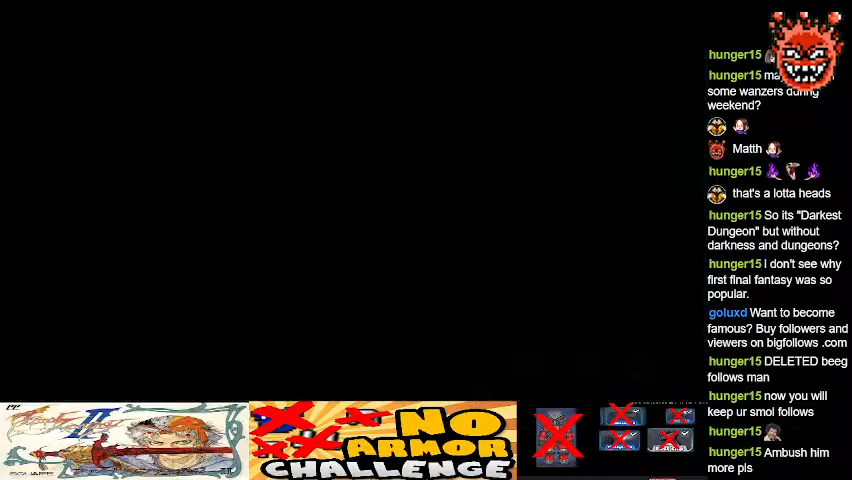 hunger15
hunger15
some wanzers during
weekend?
Matth
hunger15
that's a lotta heads
hunger15 So its "Darkest
Dungeon" but without
darkness and dungeons?
hunger15 I don't see why
first final fantasy was so
popular.
goluxd Want to become
famous? Buy followers and
viewers on bigfollows .com
hunger15 DELETED beeg
follows man
hunger15 now you will
keep ur smol follows
hunger15
hunger15 Ambush him
more pls
II
SQUARE
NO
ARMOR
CHALLENGE